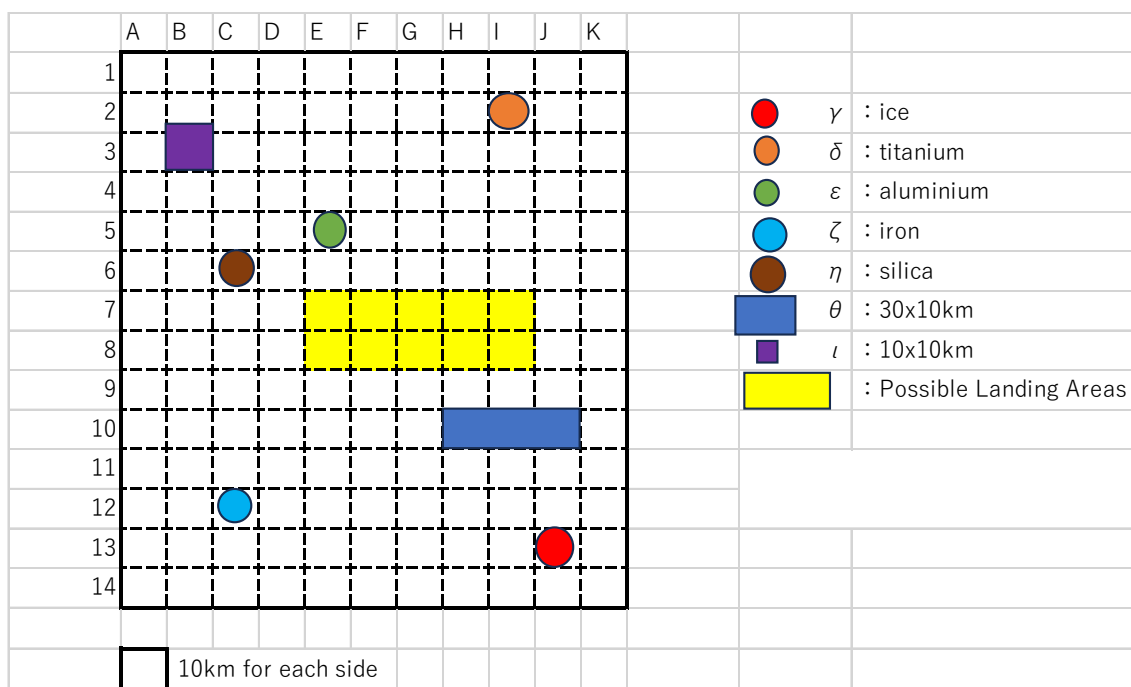 A B C D E F G H I J K
1
2 γ ：ice
3 δ ：titanium
4 ε ：aluminium
5 ζ ：iron
6 η ：silica
7 θ ：30x10km
8 ι ：10x10km
9 ：Possible Landing Areas
10
11
12
13
14
10km for each side